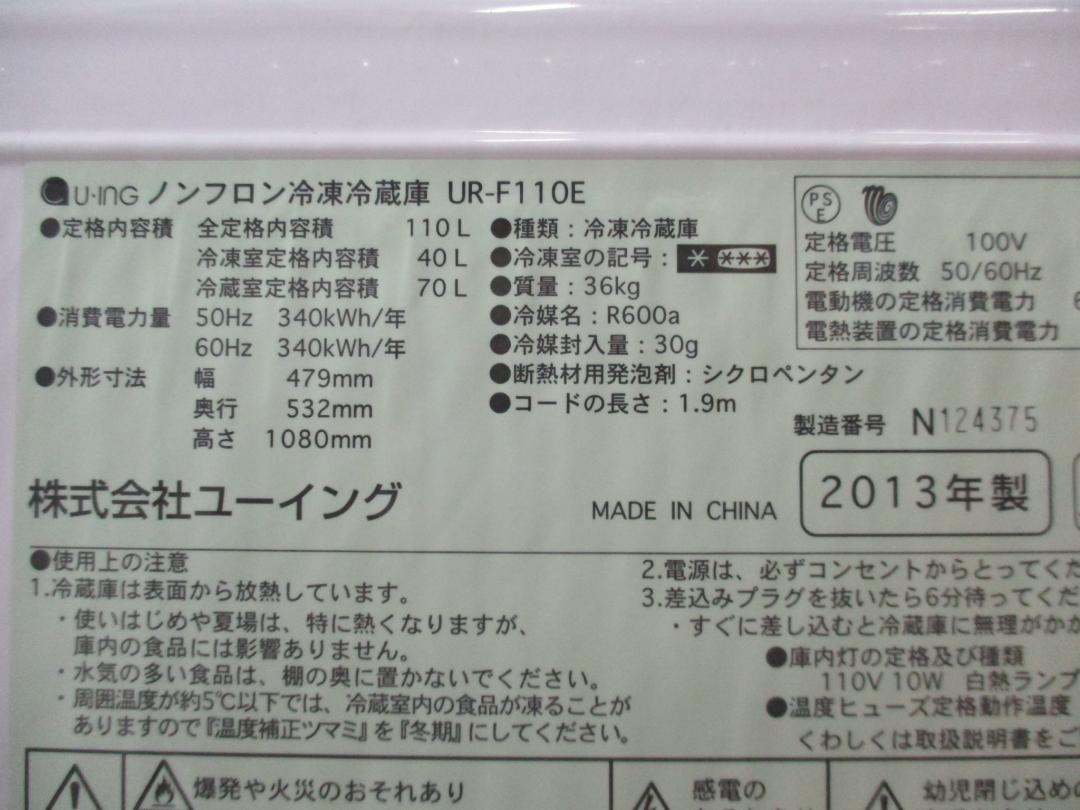 U·ING ノンフロン冷凍冷蔵庫 UR-F110E
●定格内容積 全定格内容積 110L
冷凍室定格内容積 40L
冷蔵室定格内容積 70L
●消費電力量 50Hz 340kWh/年
60Hz 340kWh/年
●外形寸法 幅 479mm
奥行 532mm
高さ 1080mm
●種類：冷凍冷蔵庫
●冷凍室の記号：
●質量：36kg
●冷媒名：R600a
●冷媒封入量：30g
●断熱材用発泡剤：シクロペンタン
●コードの長さ：1.9m
PSE
定格電圧 100V
定格周波数 50/60Hz
電動機の定格消費電力
電熱装置の定格消費電力
製造番号 N124375
株式会社ユーイング
MADE IN CHINA
2013年製
●使用上の注意
1.冷蔵庫は表面から放熱しています。
・使いはじめや夏場は、特に熱くなりますが、
庫内の食品には影響ありません。
・水気の多い食品は、棚の奥に置かないでください。
・周囲温度が約5℃以下では、冷蔵室内の食品が凍ることが
ありますので『温度補正ツマミ』を『冬期』にしてください。
2.電源は、必ずコンセントからとってくだ
3.差込みプラグを抜いたら6分待ってくだ
・すぐに差し込むと冷蔵庫に無理がかか
●庫内灯の定格及び種類
110V 10W 白熱ランプ
●温度ヒューズ定格動作温度
くわしくは取扱説明書をご
爆発や火災のおそれあり
感電の
幼児閉じ込めの